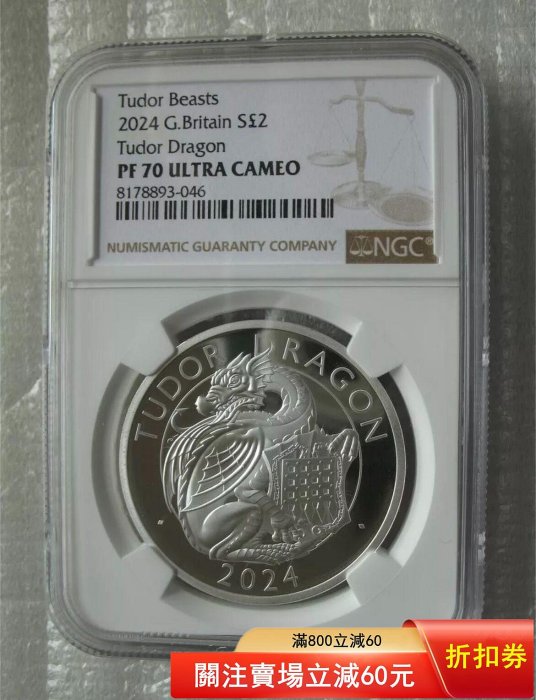 Tudor Beasts
2024 G.Britain S£2
Tudor Dragon
PF 70 ULTRA CAMEO
8178893-046
NUMISMATIC GUARANTY COMPANY
NGC®
TUDOR DRAGON
2024
滿800立減60
關注賣場立減60元
折扣券